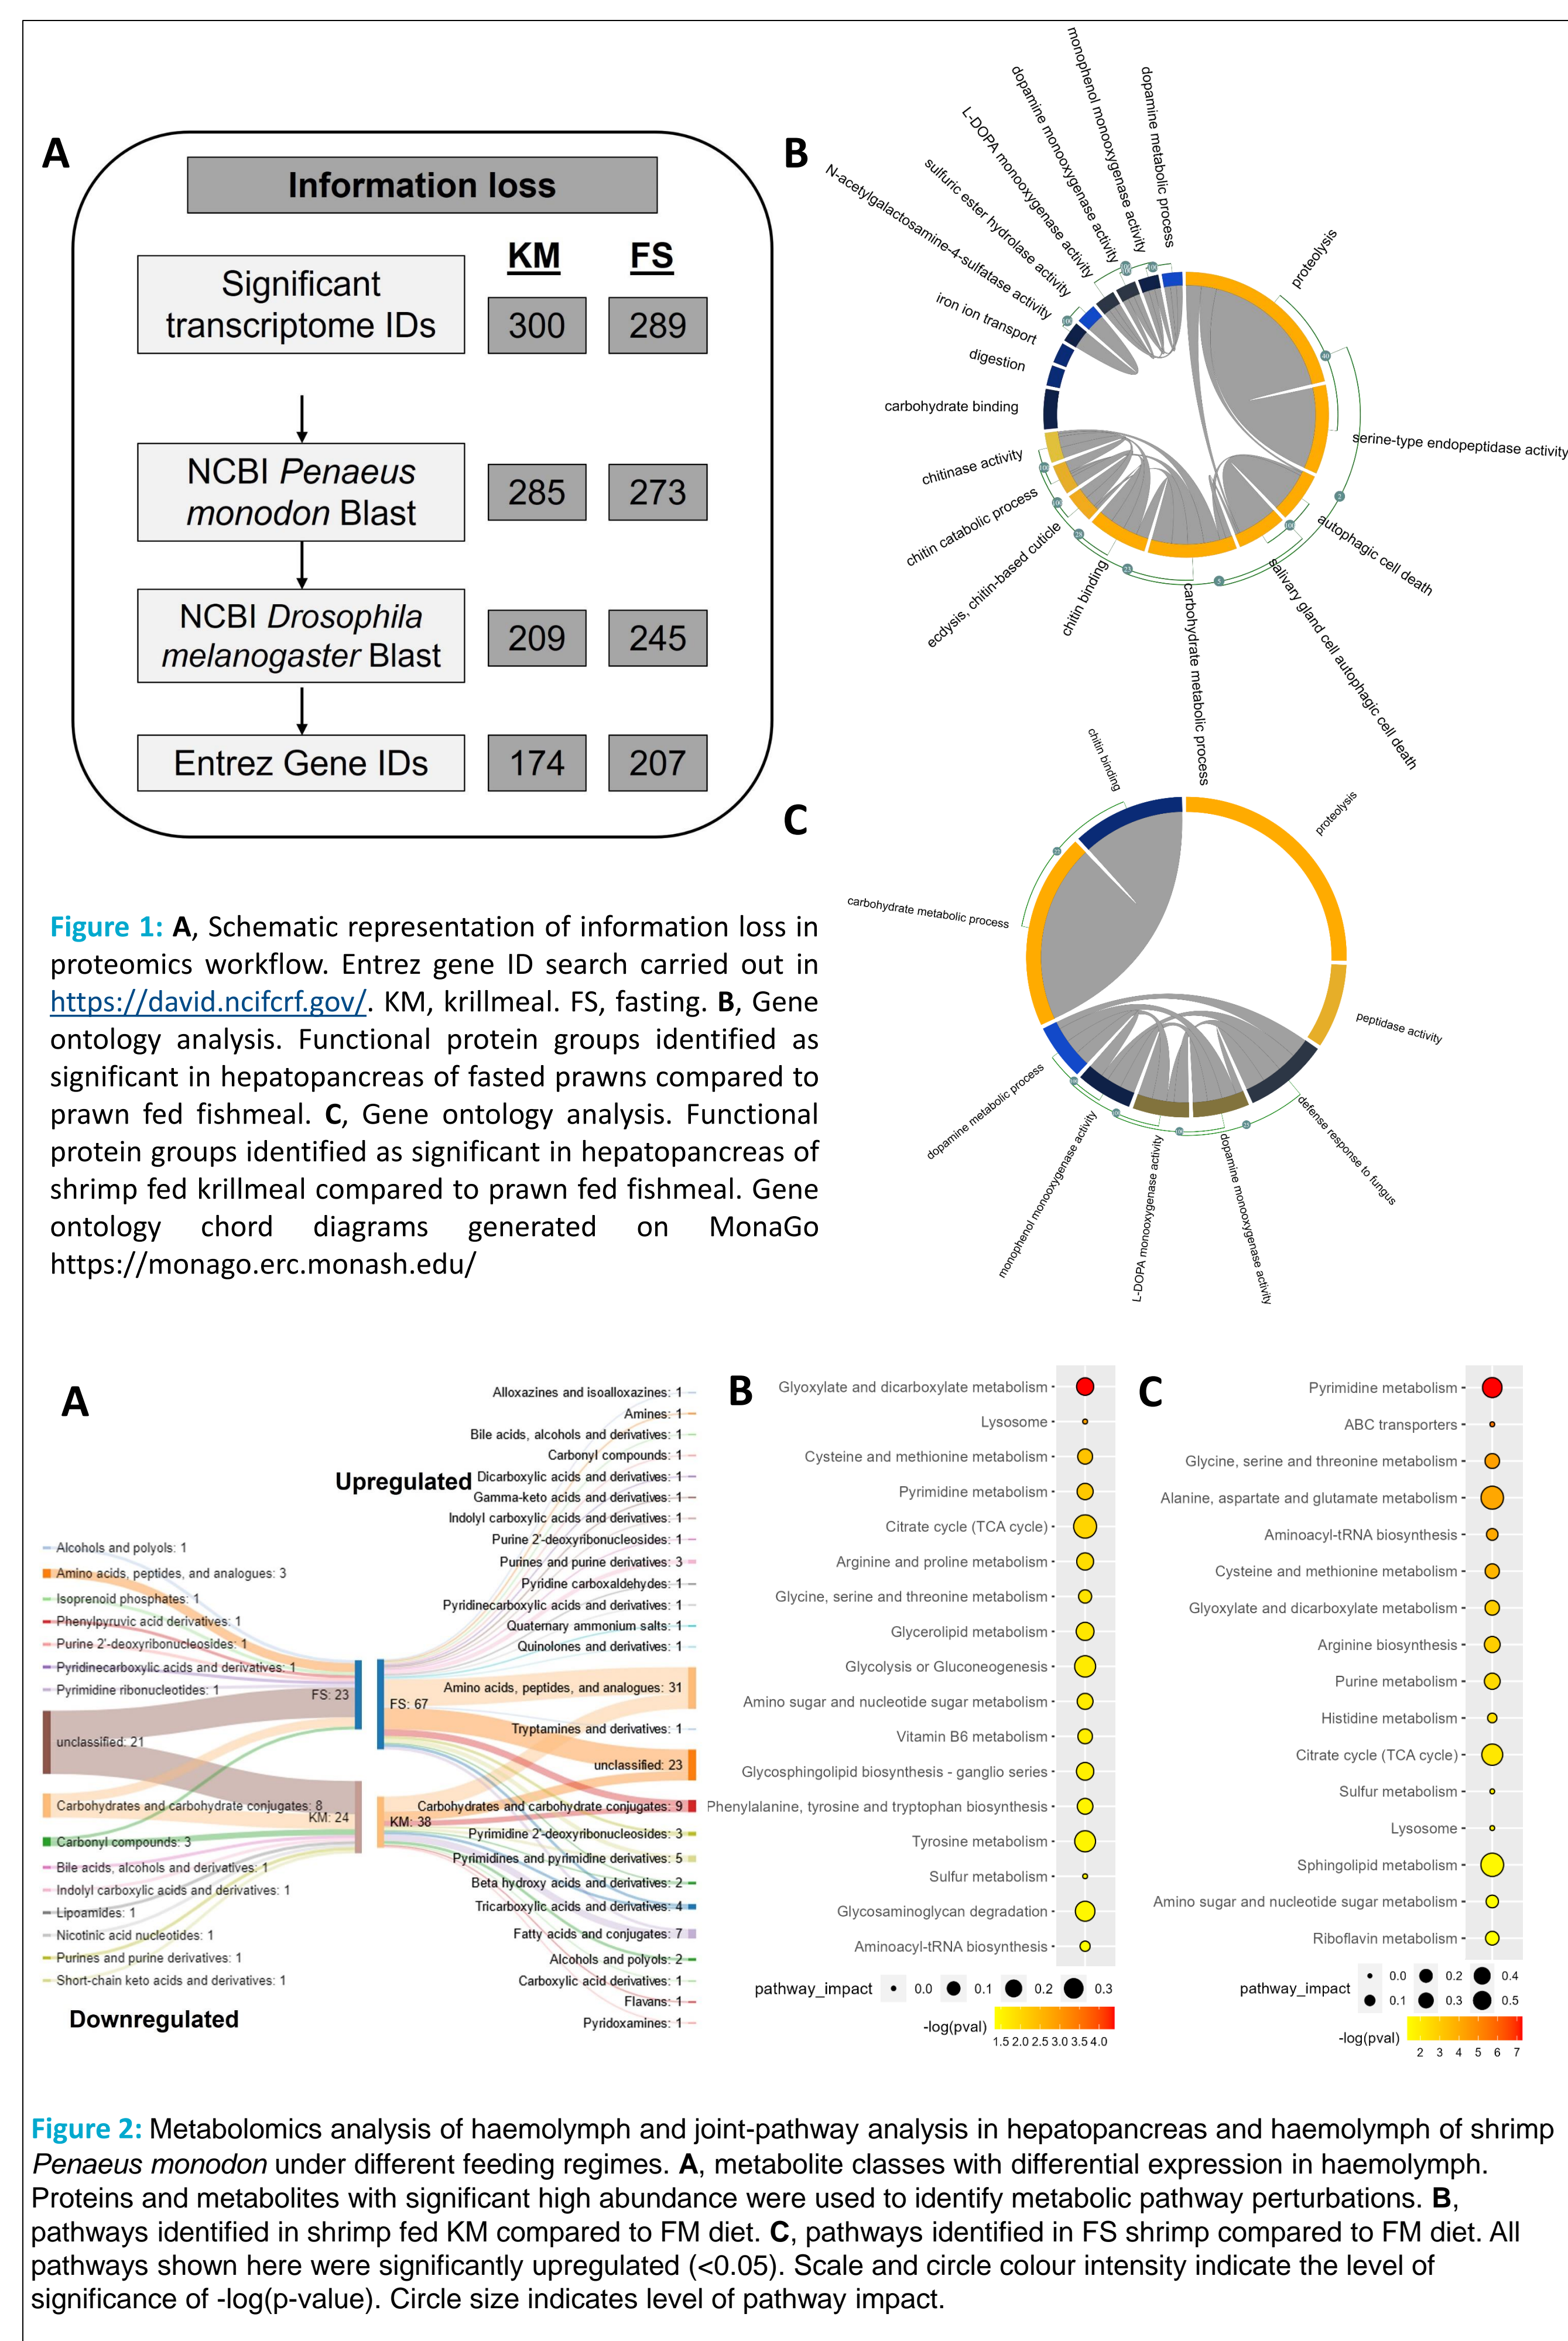 A
Information loss
KM FS
Significant
transcriptome IDs
300 289
NCBI Penaeus
monodon Blast
285 273
NCBI Drosophila
melanogaster Blast
209 245
Entrez Gene IDs
174 207
B
dopamine metabolic process
monophenol monooxygenase activity
dopamine monooxygenase activity
L-DOPA monooxygenase activity
sulfuric ester hydrolase activity
N-acetylgalactosamine-4-sulfatase activity
iron ion transport
digestion
carbohydrate binding
chitinase activity
chitin catabolic process
ecdysis, chitin-based cuticle
chitin binding
carbohydrate metabolic process
salivary gland cell autophagic cell death
autophagic cell death
serine-type endopeptidase activity
proteolysis
C
chitin binding
proteolysis
carbohydrate metabolic process
peptidase activity
dopamine metabolic process
monophenol monooxygenase activity
L-DOPA monooxygenase activity
dopamine monooxygenase activity
defense response to fungus
Figure 1: A, Schematic representation of information loss in
proteomics workflow. Entrez gene ID search carried out in
https://david.ncifcrf.gov/. KM, krillmeal. FS, fasting. B, Gene
ontology analysis. Functional protein groups identified as
significant in hepatopancreas of fasted prawns compared to
prawn fed fishmeal. C, Gene ontology analysis. Functional
protein groups identified as significant in hepatopancreas of
shrimp fed krillmeal compared to prawn fed fishmeal. Gene
ontology chord diagrams generated on MonaGo
https://monago.erc.monash.edu/
A
Upregulated
Alcohols and polyols: 1
Amino acids, peptides, and analogues: 3
Isoprenoid phosphates: 1
Phenylpyruvic acid derivatives: 1
Purine 2'-deoxyribonucleosides: 1
Pyridinecarboxylic acids and derivatives: 1
Pyrimidine ribonucleotides: 1
unclassified: 21
Carbohydrates and carbohydrate conjugates: 8
Carbonyl compounds: 3
Bile acids, alcohols and derivatives: 1
Indolyl carboxylic acids and derivatives: 1
Lipoamides: 1
Nicotinic acid nucleotides: 1
Purines and purine derivatives: 1
Short-chain keto acids and derivatives: 1
Downregulated
FS: 23
KM: 24
FS: 67
KM: 38
Alloxazines and isoalloxazines: 1
Amines: 1
Bile acids, alcohols and derivatives: 1
Carbonyl compounds: 1
Dicarboxylic acids and derivatives: 1
Gamma-keto acids and derivatives: 1
Indolyl carboxylic acids and derivatives: 1
Purine 2'-deoxyribonucleosides: 1
Purines and purine derivatives: 3
Pyridine carboxaldehydes: 1
Pyridinecarboxylic acids and derivatives: 1
Quaternary ammonium salts: 1
Quinolones and derivatives: 1
Amino acids, peptides, and analogues: 31
Tryptamines and derivatives: 1
unclassified: 23
Carbohydrates and carbohydrate conjugates: 9
Pyrimidine 2'-deoxyribonucleosides: 3
Pyrimidines and pyrimidine derivatives: 5
Beta hydroxy acids and derivatives: 2
Tricarboxylic acids and derivatives: 4
Fatty acids and conjugates: 7
Alcohols and polyols: 2
Carboxylic acid derivatives: 1
Flavans: 1
Pyridoxamines: 1
B
Glyoxylate and dicarboxylate metabolism
Lysosome
Cysteine and methionine metabolism
Pyrimidine metabolism
Citrate cycle (TCA cycle)
Arginine and proline metabolism
Glycine, serine and threonine metabolism
Glycerolipid metabolism
Glycolysis or Gluconeogenesis
Amino sugar and nucleotide sugar metabolism
Vitamin B6 metabolism
Glycosphingolipid biosynthesis - ganglio series
Phenylalanine, tyrosine and tryptophan biosynthesis
Tyrosine metabolism
Sulfur metabolism
Glycosaminoglycan degradation
Aminoacyl-tRNA biosynthesis
pathway_impact 0.0 0.1 0.2 0.3
-log(pval)
1.5 2.0 2.5 3.0 3.5 4.0
C
Pyrimidine metabolism
ABC transporters
Glycine, serine and threonine metabolism
Alanine, aspartate and glutamate metabolism
Aminoacyl-tRNA biosynthesis
Cysteine and methionine metabolism
Glyoxylate and dicarboxylate metabolism
Arginine biosynthesis
Purine metabolism
Histidine metabolism
Citrate cycle (TCA cycle)
Sulfur metabolism
Lysosome
Sphingolipid metabolism
Amino sugar and nucleotide sugar metabolism
Riboflavin metabolism
pathway_impact
0.0 0.2 0.4
0.1 0.3 0.5
-log(pval)
2 3 4 5 6 7
Figure 2: Metabolomics analysis of haemolymph and joint-pathway analysis in hepatopancreas and haemolymph of shrimp
Penaeus monodon under different feeding regimes. A, metabolite classes with differential expression in haemolymph.
Proteins and metabolites with significant high abundance were used to identify metabolic pathway perturbations. B,
pathways identified in shrimp fed KM compared to FM diet. C, pathways identified in FS shrimp compared to FM diet. All
pathways shown here were significantly upregulated (<0.05). Scale and circle colour intensity indicate the level of
significance of -log(p-value). Circle size indicates level of pathway impact.